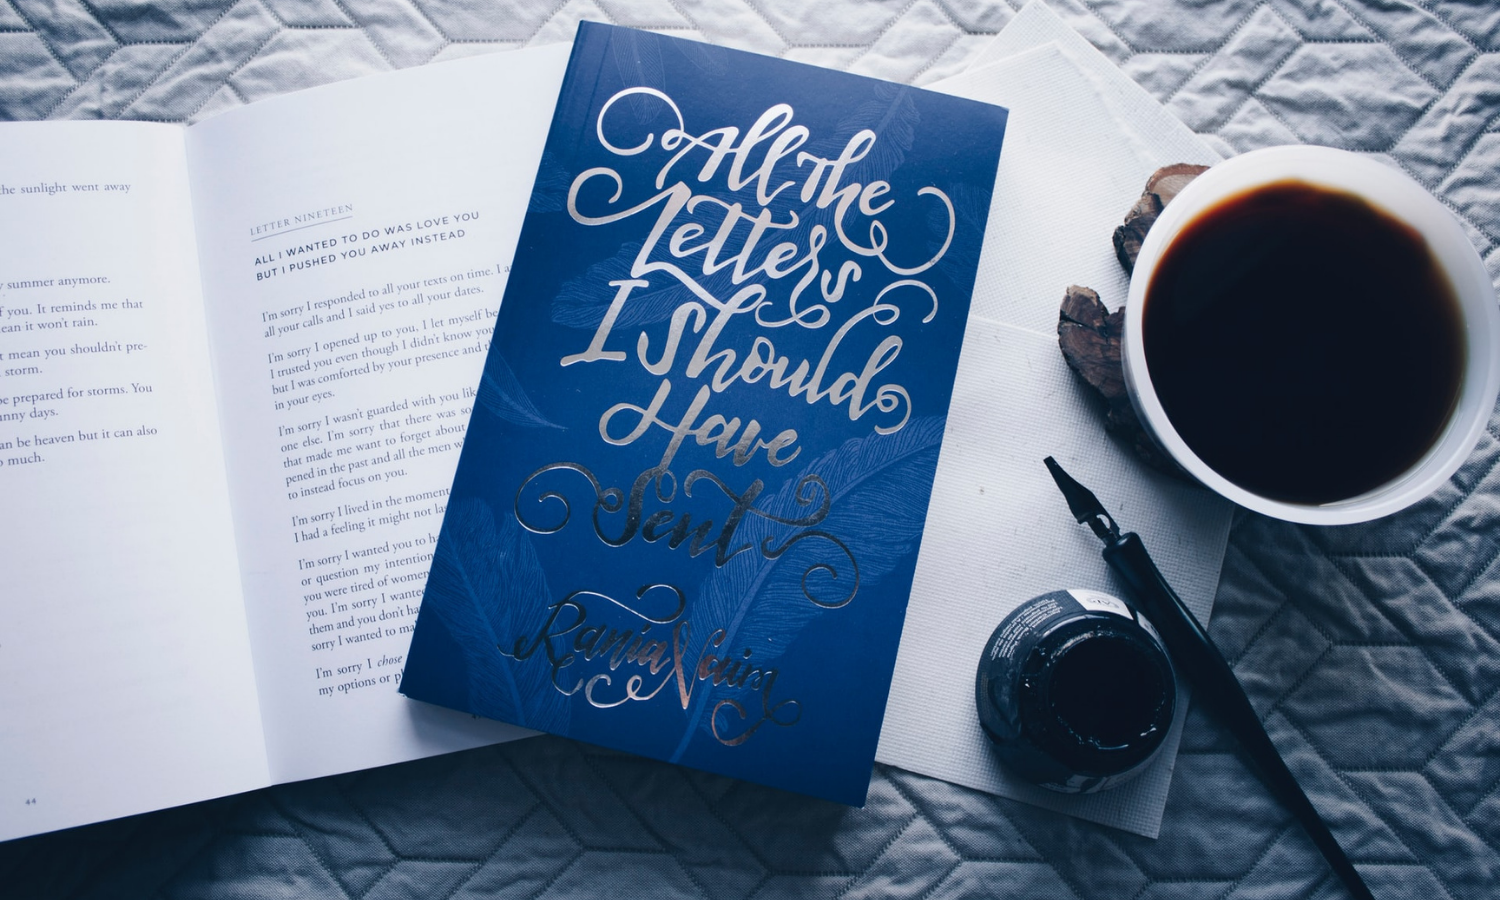 the sunlight went away
summer anymore.
f you. It reminds me that
ean it won't rain.
t mean you shouldn't pre-
storm.
be prepared for storms. You
nny days.
an be heaven but it can also
much.
44
LETTER NINETEEN
ALL I WANTED TO DO WAS LOVE YOU
BUT I PUSHED YOU AWAY INSTEAD
I'm sorry I responded to all your texts on time. I a
all your calls and I said yes to all your dates.
I'm sorry I opened up to you, I let myself be
I trusted you even though I didn't know you
but I was comforted by your presence and th
in your eyes.
I'm sorry I wasn't guarded with you lik
one else. I'm sorry that there was so
that made me want to forget about
pened in the past and all the men w
to instead focus on you.
I'm sorry I lived in the moment
I had a feeling it might not la
I'm sorry I wanted you to h
or question my intention
you were tired of women
you. I'm sorry I wante
them and you don't ha
sorry I wanted to ma
I'm sorry I chose
my options or p
All The
Letters
I Should
Have
Sent
Rania Naim